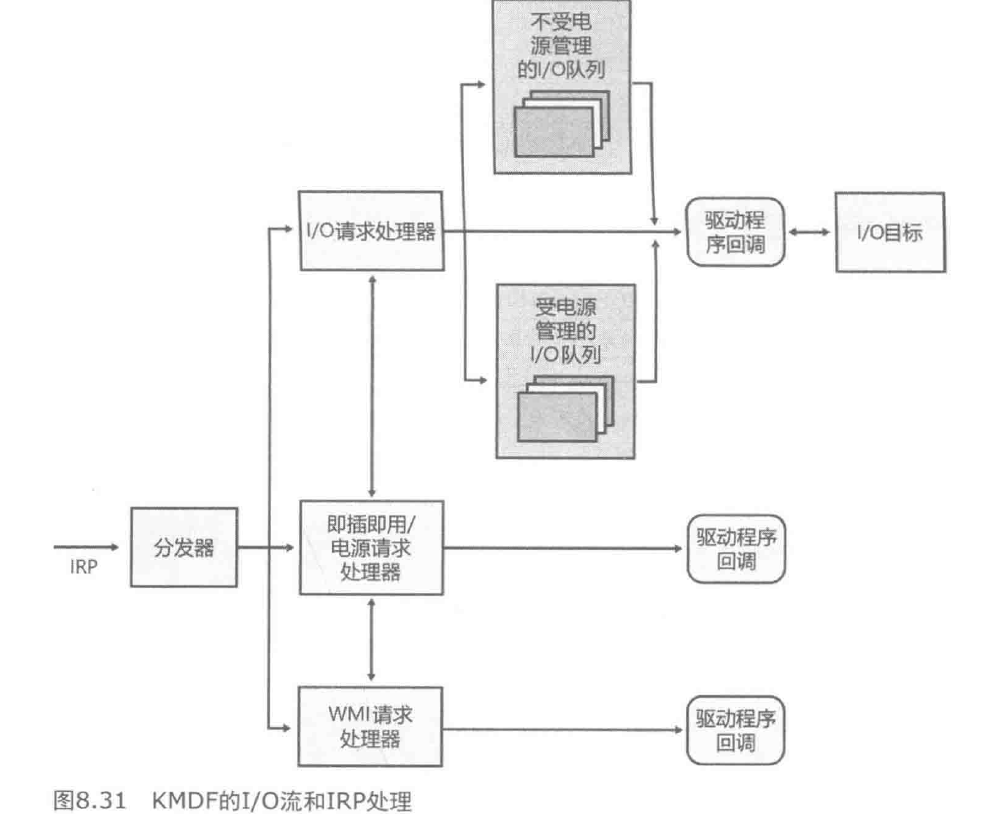 不受电
源管理
的I/O队列
I/O请求处理器
驱动程
序回调
I/O目标
受电源
管理的
I/O队列
IRP
分发器
即插即用/
电源请求
处理器
驱动程序
回调
WMI请求
处理器
驱动程序
回调
图8.31 KMDF的I/O流和IRP处理